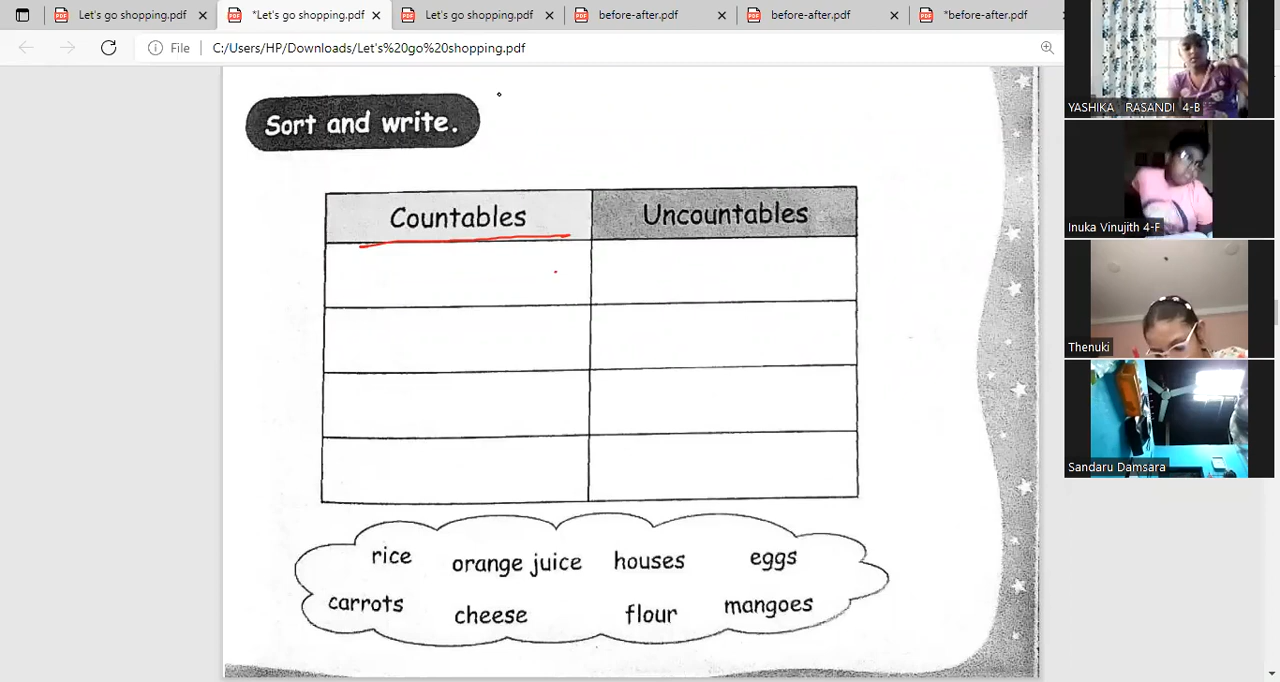 Let's go shopping.pdf *Let's go shopping.pdf Let's go shopping.pdf before-after.pdf before-after.pdf *before-after.pdf
File C:/Users/HP/Downloads/Let's%20go%20shopping.pdf
Sort and write.
Countables Uncountables
rice orange juice houses eggs
carrots cheese flour mangoes
YASHIKA RASANDI 4-B
Inuka Vinujith 4-F
Thenuki
Sandaru Damsara